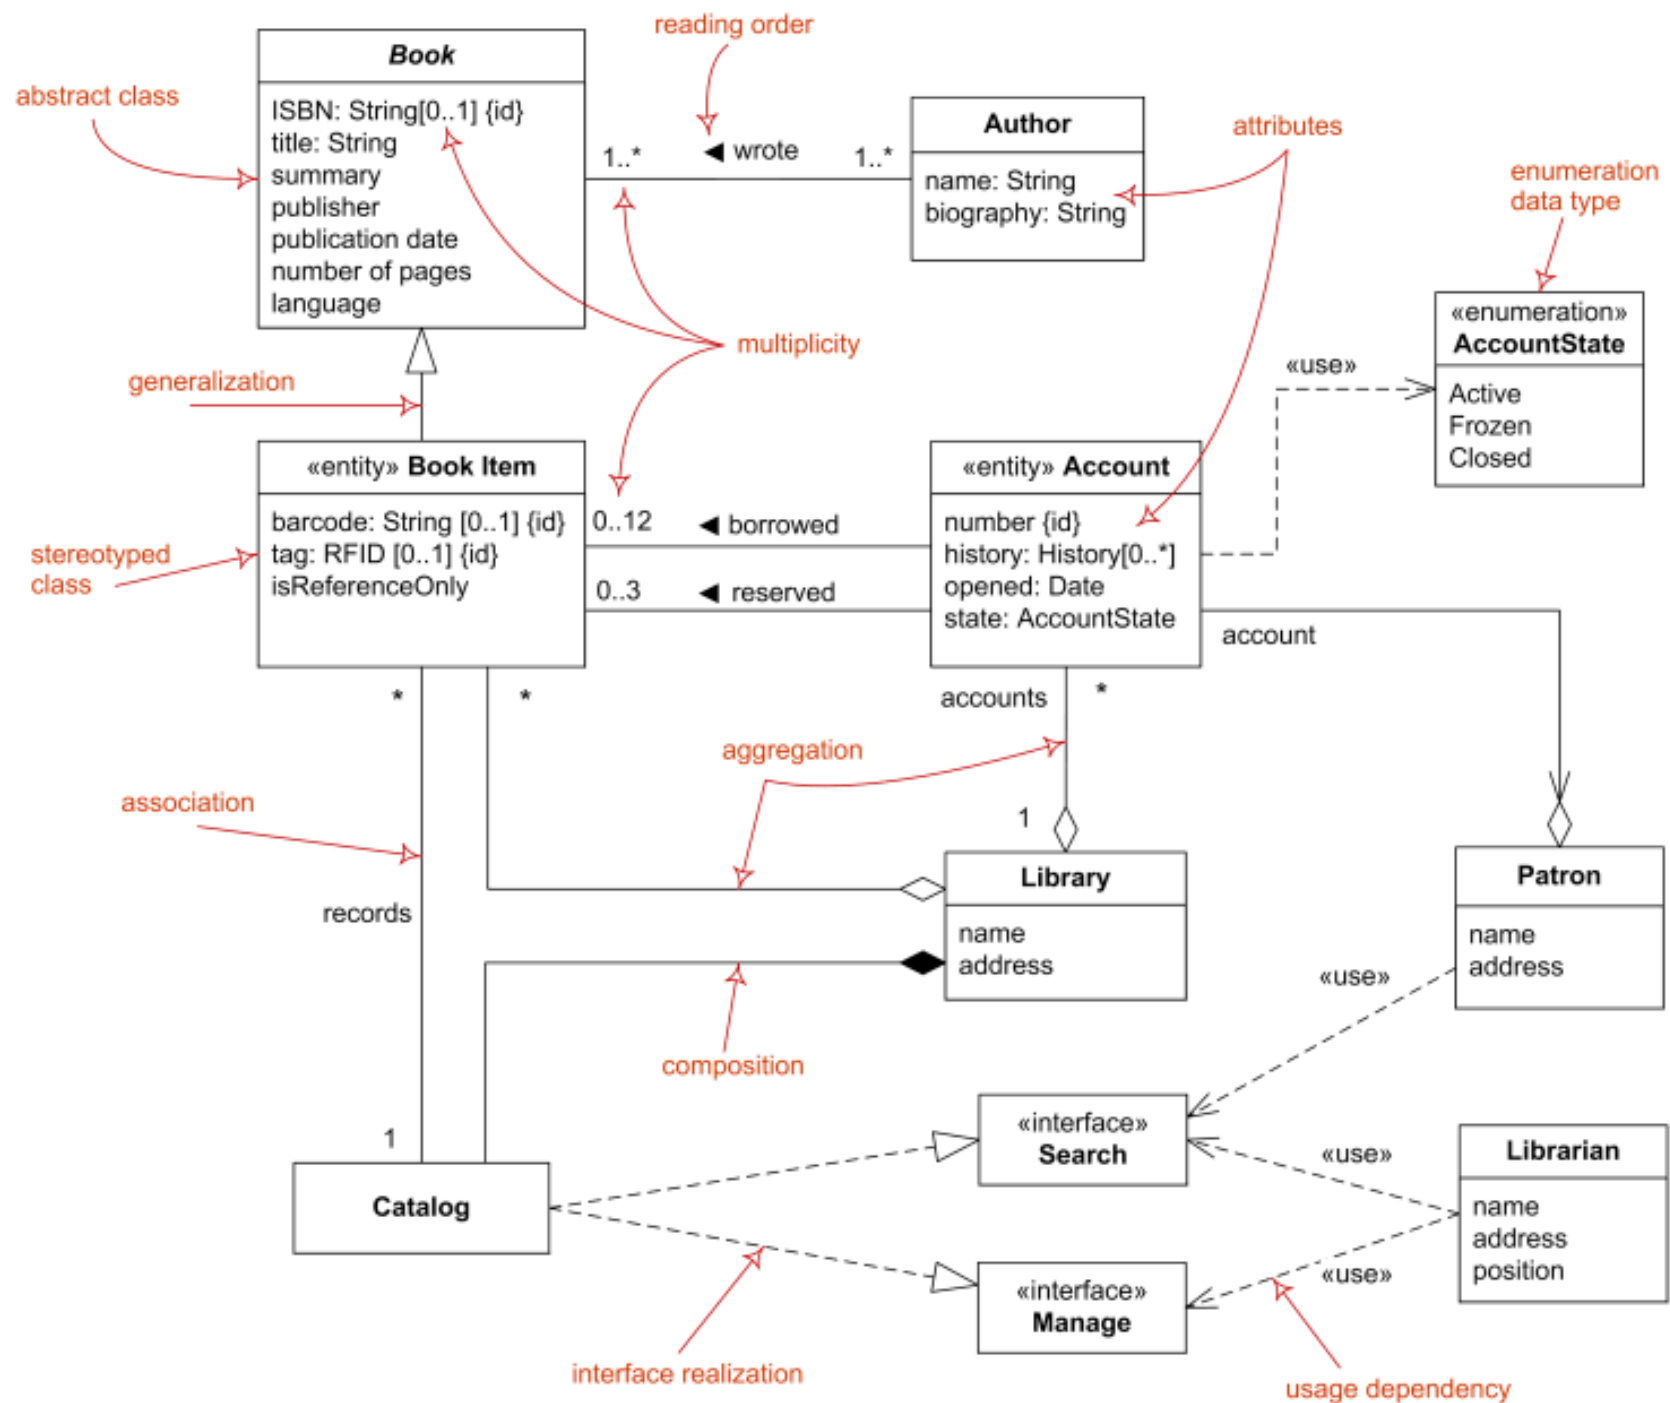 reading order
Book
abstract class
ISBN: String[0..1] {id}
title: String
summary
publisher
publication date
number of pages
language
1..*
◄ wrote
1..*
Author
name: String
biography: String
attributes
enumeration
data type
«enumeration»
AccountState
Active
Frozen
Closed
multiplicity
generalization
«use»
«entity» Book Item
barcode: String [0..1] {id}
tag: RFID [0..1] {id}
isReferenceOnly
stereotyped
class
0..12
◄ borrowed
0..3
◄ reserved
«entity» Account
number {id}
history: History[0..*]
opened: Date
state: AccountState
account
*
*
accounts
*
aggregation
association
1
records
Library
name
address
Patron
name
address
«use»
composition
1
Catalog
«interface»
Search
«use»
Librarian
name
address
position
«interface»
Manage
«use»
interface realization
usage dependency